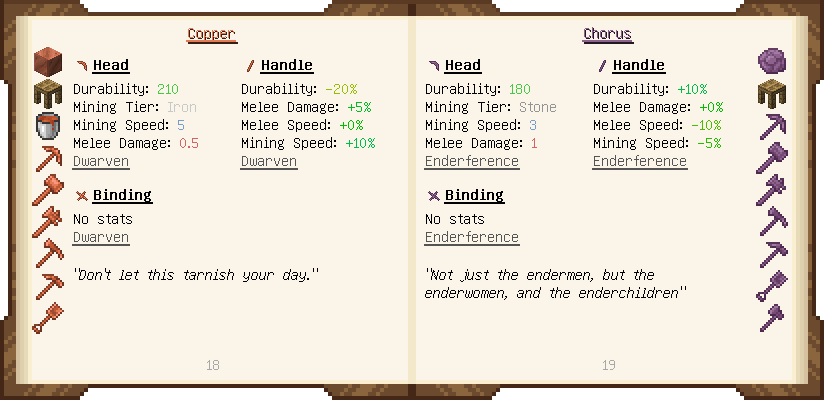 Copper
Head
Durability: 210
Mining Tier: Iron
Mining Speed: 5
Melee Damage: 0.5
Dwarven
Handle
Durability: -20%
Melee Damage: +5%
Melee Speed: +0%
Mining Speed: +10%
Dwarven
Binding
No stats
Dwarven
"Don't let this tarnish your day."
18
Chorus
Head
Durability: 180
Mining Tier: Stone
Mining Speed: 3
Melee Damage: 1
Enderference
Handle
Durability: +10%
Melee Damage: +0%
Melee Speed: -10%
Mining Speed: -5%
Enderference
Binding
No stats
Enderference
"Not just the endermen, but the
enderwomen, and the enderchildren"
19